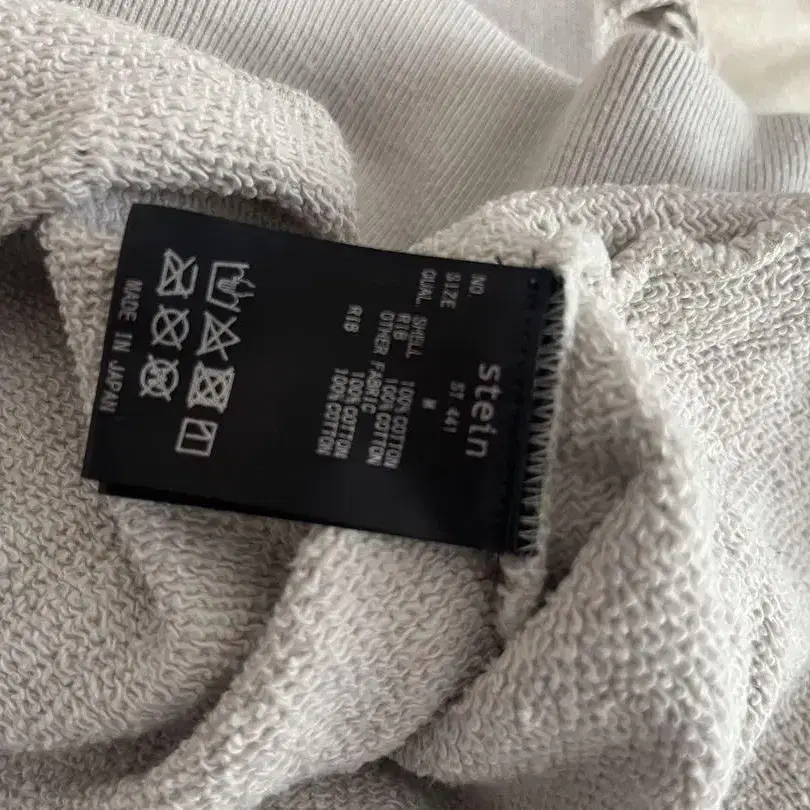 stein
NO. ST 441
SIZE M
QUAL. SHELL 100% COTTON
RIB 100% COTTON
OTHER FABRIC
100% COTTON
RIB 100% COTTON
MADE IN JAPAN